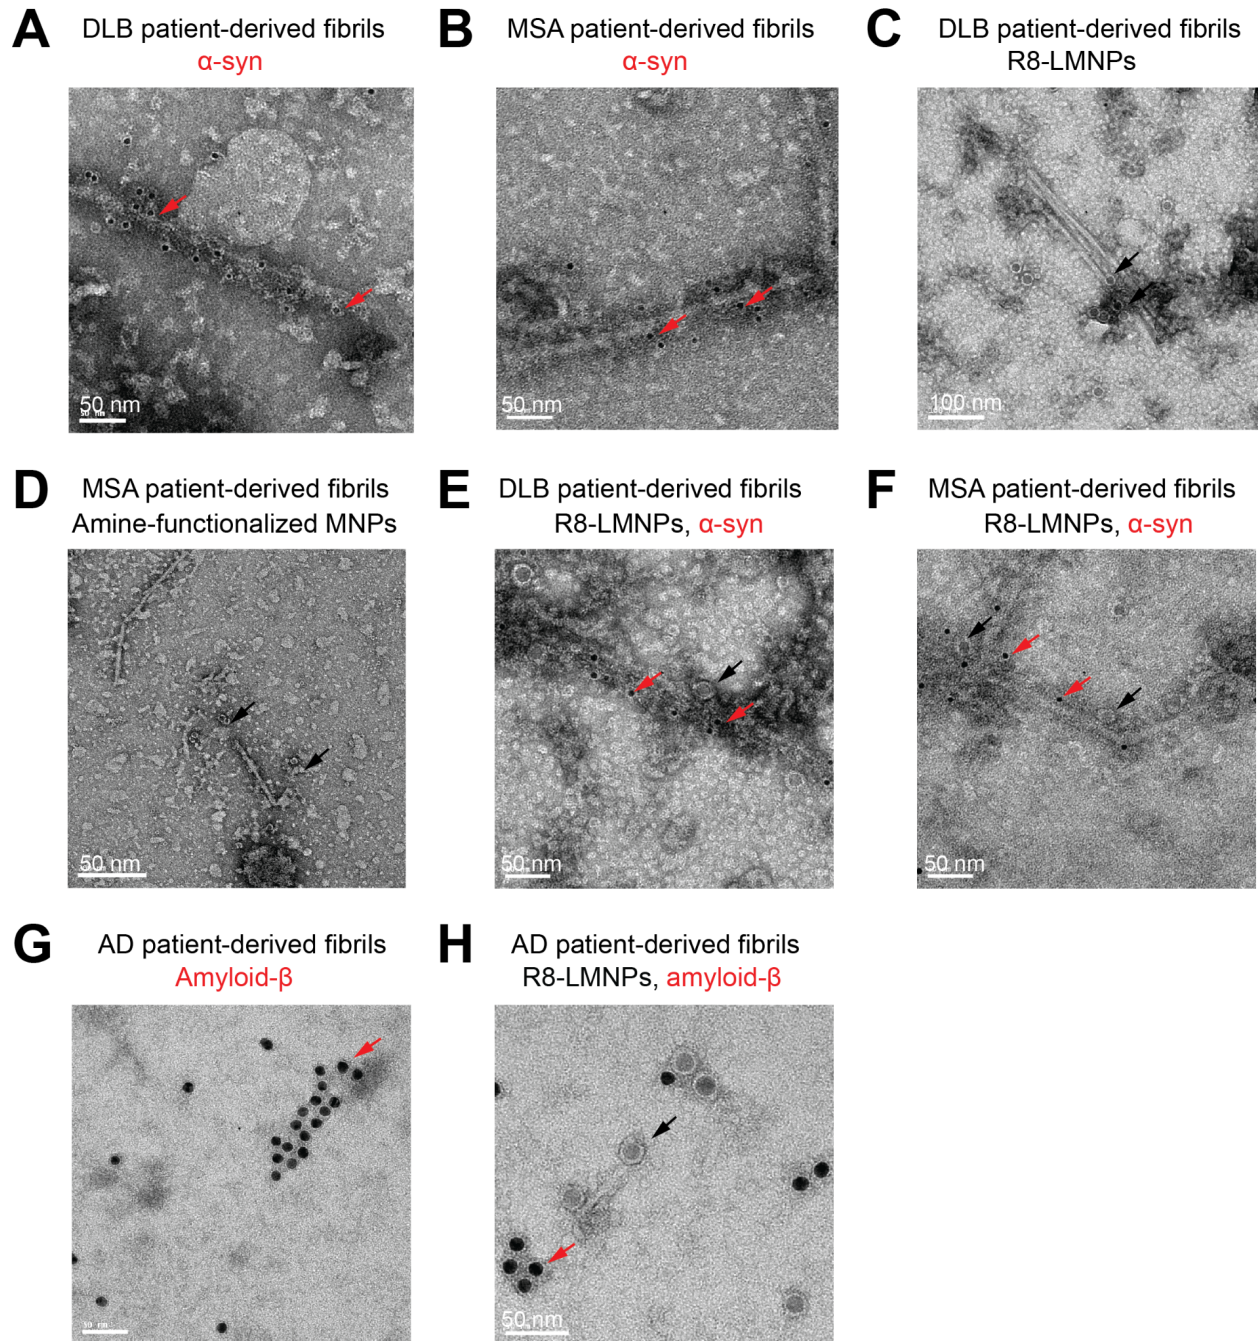 A
DLB patient-derived fibrils
α-syn
50 nm
B
MSA patient-derived fibrils
α-syn
50 nm
C
DLB patient-derived fibrils
R8-LMNPs
100 nm
D
MSA patient-derived fibrils
Amine-functionalized MNPs
50 nm
E
DLB patient-derived fibrils
R8-LMNPs, α-syn
50 nm
F
MSA patient-derived fibrils
R8-LMNPs, α-syn
50 nm
G
AD patient-derived fibrils
Amyloid-β
50 nm
H
AD patient-derived fibrils
R8-LMNPs, amyloid-β
50 nm